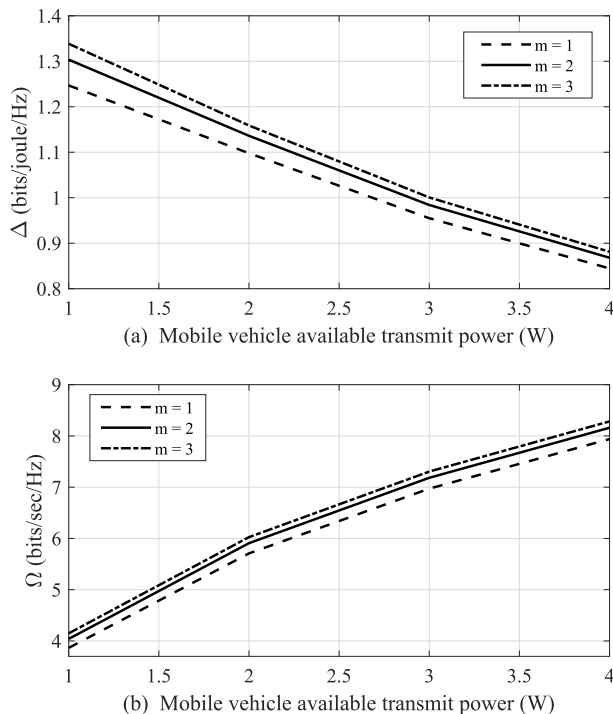 1.4
1.3
1.2
1.1
1
0.9
0.8
Δ (bits/joule/Hz)
m = 1
m = 2
m = 3
1 1.5 2 2.5 3 3.5 4
(a) Mobile vehicle available transmit power (W)
9
8
7
6
5
4
Ω (bits/sec/Hz)
m = 1
m = 2
m = 3
1 1.5 2 2.5 3 3.5 4
(b) Mobile vehicle available transmit power (W)